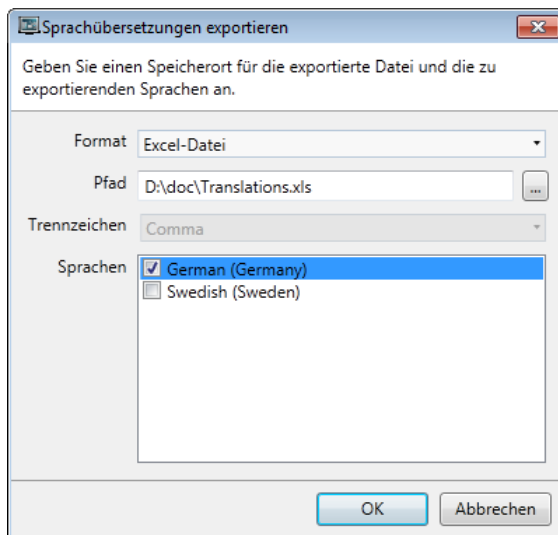 Sprachübersetzungen exportieren
Geben Sie einen Speicherort für die exportierte Datei und die zu
exportierenden Sprachen an.
Format Excel-Datei
Pfad D:\doc\Translations.xls ...
Trennzeichen Comma
Sprachen German (Germany)
Swedish (Sweden)
OK Abbrechen